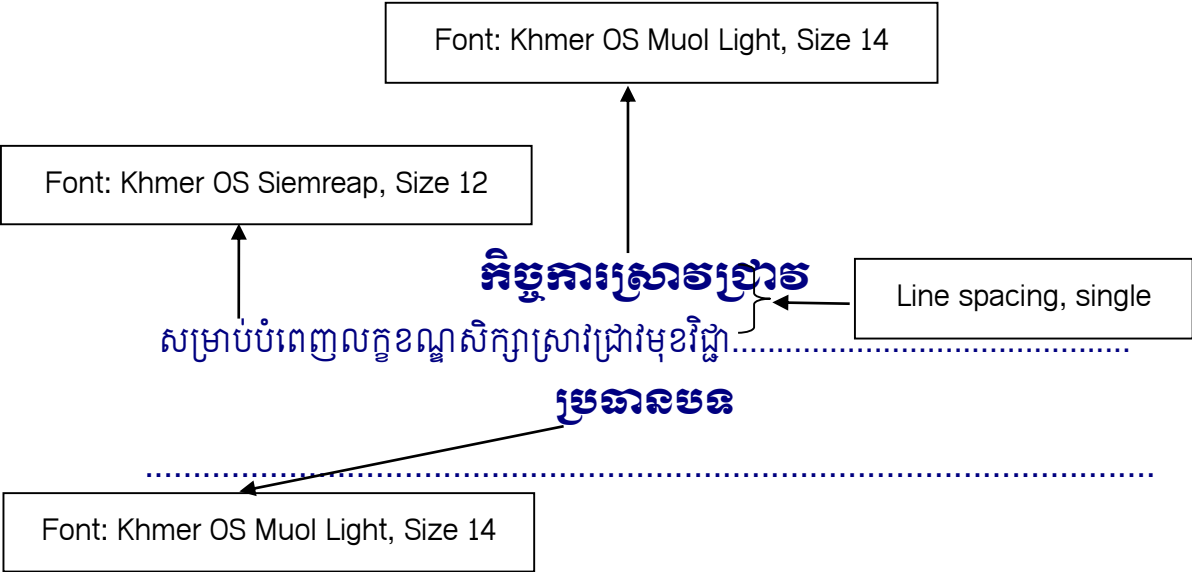 Font: Khmer OS Muol Light, Size 14
Font: Khmer OS Siemreap, Size 12
កិច្ចការស្រាវជ្រាវ
Line spacing, single
សម្រាប់បំពេញលក្ខខណ្ឌសិក្សាស្រាវជ្រាវមុខវិជ្ជា............................................
ប្រធានបទ
................................................................................................................
Font: Khmer OS Muol Light, Size 14